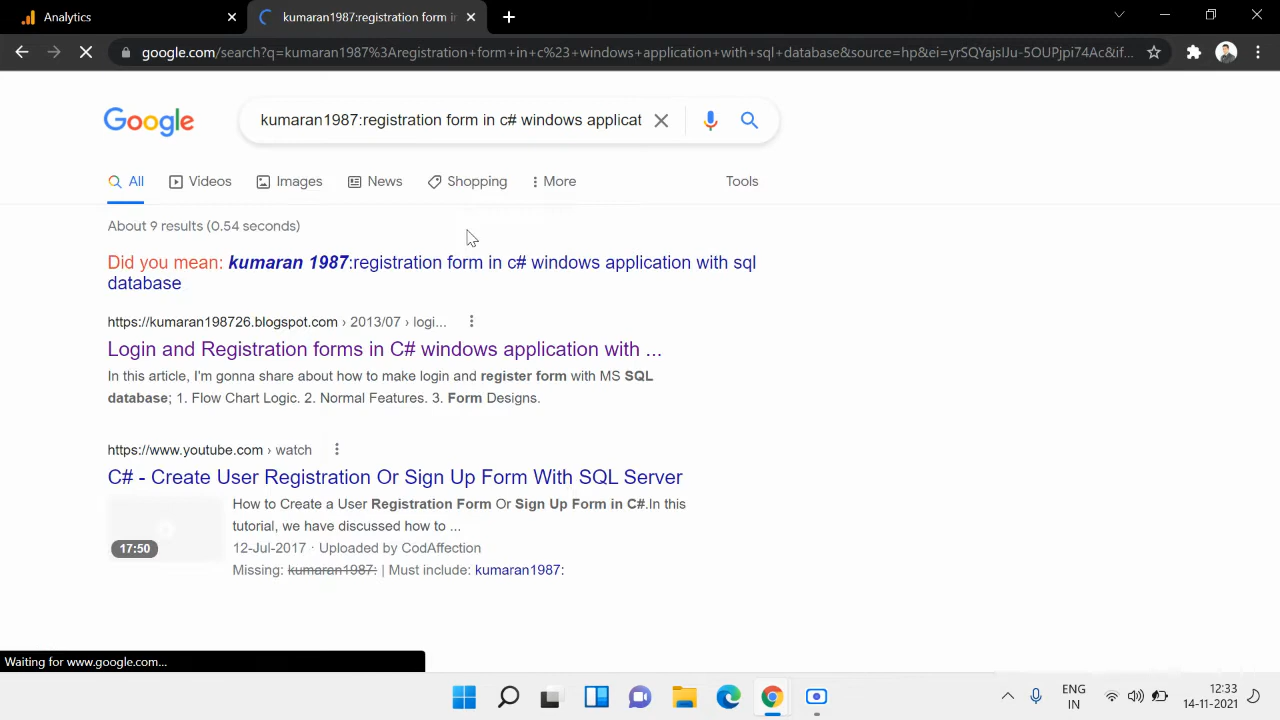 Analytics
kumaran1987:registration form in
google.com/search?q=kumaran1987%3Aregistration+form+in+c%23+windows+application+with+sql+database&source=hp&ei=yrSQYajsIJu-5OUPjpi74Ac&if...
Google
kumaran1987:registration form in c# windows applicat
All
Videos
Images
News
Shopping
More
Tools
About 9 results (0.54 seconds)
Did you mean: kumaran 1987:registration form in c# windows application with sql
database
https://kumaran198726.blogspot.com › 2013/07 › logi...
Login and Registration forms in C# windows application with ...
In this article, I'm gonna share about how to make login and register form with MS SQL
database; 1. Flow Chart Logic. 2. Normal Features. 3. Form Designs.
https://www.youtube.com › watch
C# - Create User Registration Or Sign Up Form With SQL Server
How to Create a User Registration Form Or Sign Up Form in C#.In this
tutorial, we have discussed how to ...
17:50
12-Jul-2017 · Uploaded by CodAffection
Missing: kumaran1987: | Must include: kumaran1987:
Waiting for www.google.com...
ENG
IN
12:33
14-11-2021